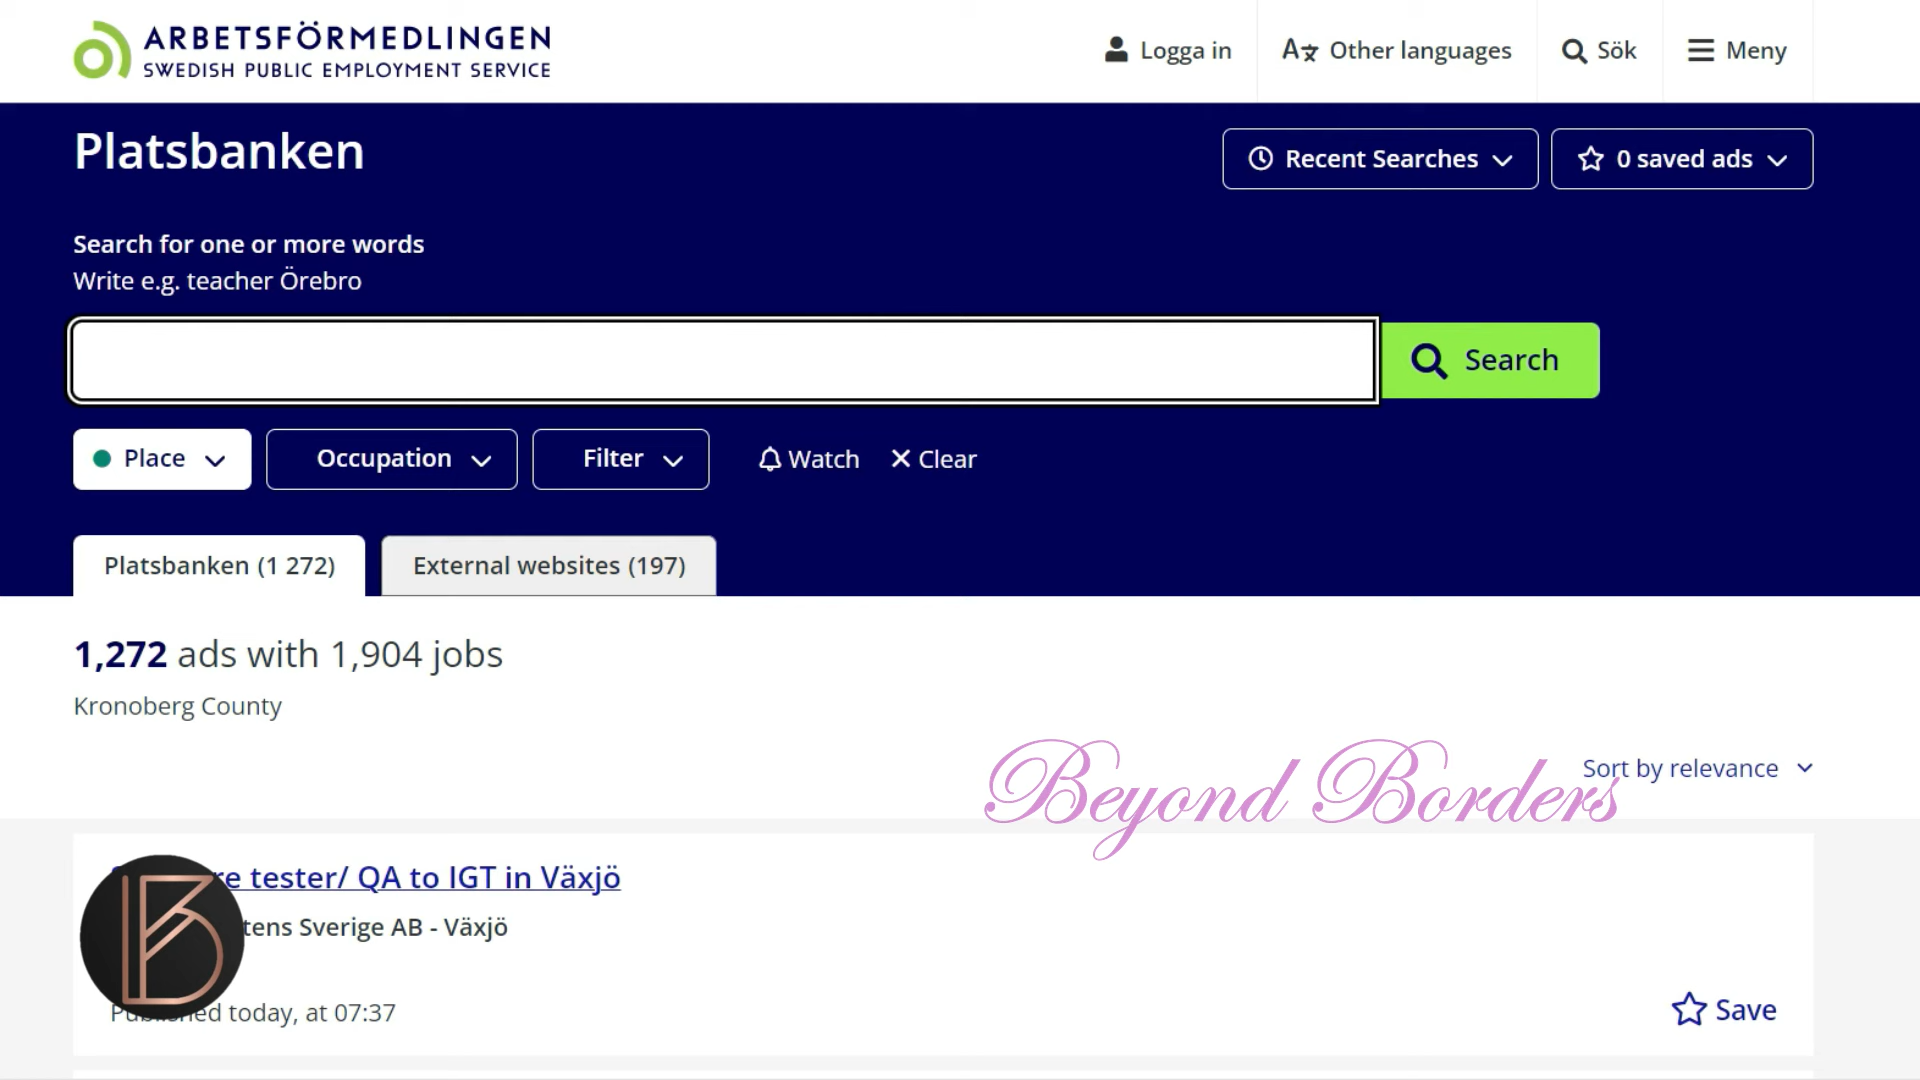 ARBETSFÖRMEDLINGEN
SWEDISH PUBLIC EMPLOYMENT SERVICE
Logga in
Other languages
Sök
Meny
Platsbanken
Recent Searches
0 saved ads
Search for one or more words
Write e.g. teacher Örebro
Search
Place
Occupation
Filter
Watch
Clear
Platsbanken (1 272)
External websites (197)
1,272 ads with 1,904 jobs
Kronoberg County
Sort by relevance
Beyond Borders
tester/ QA to IGT in Växjö
Sverige AB - Växjö
today, at 07:37
Save